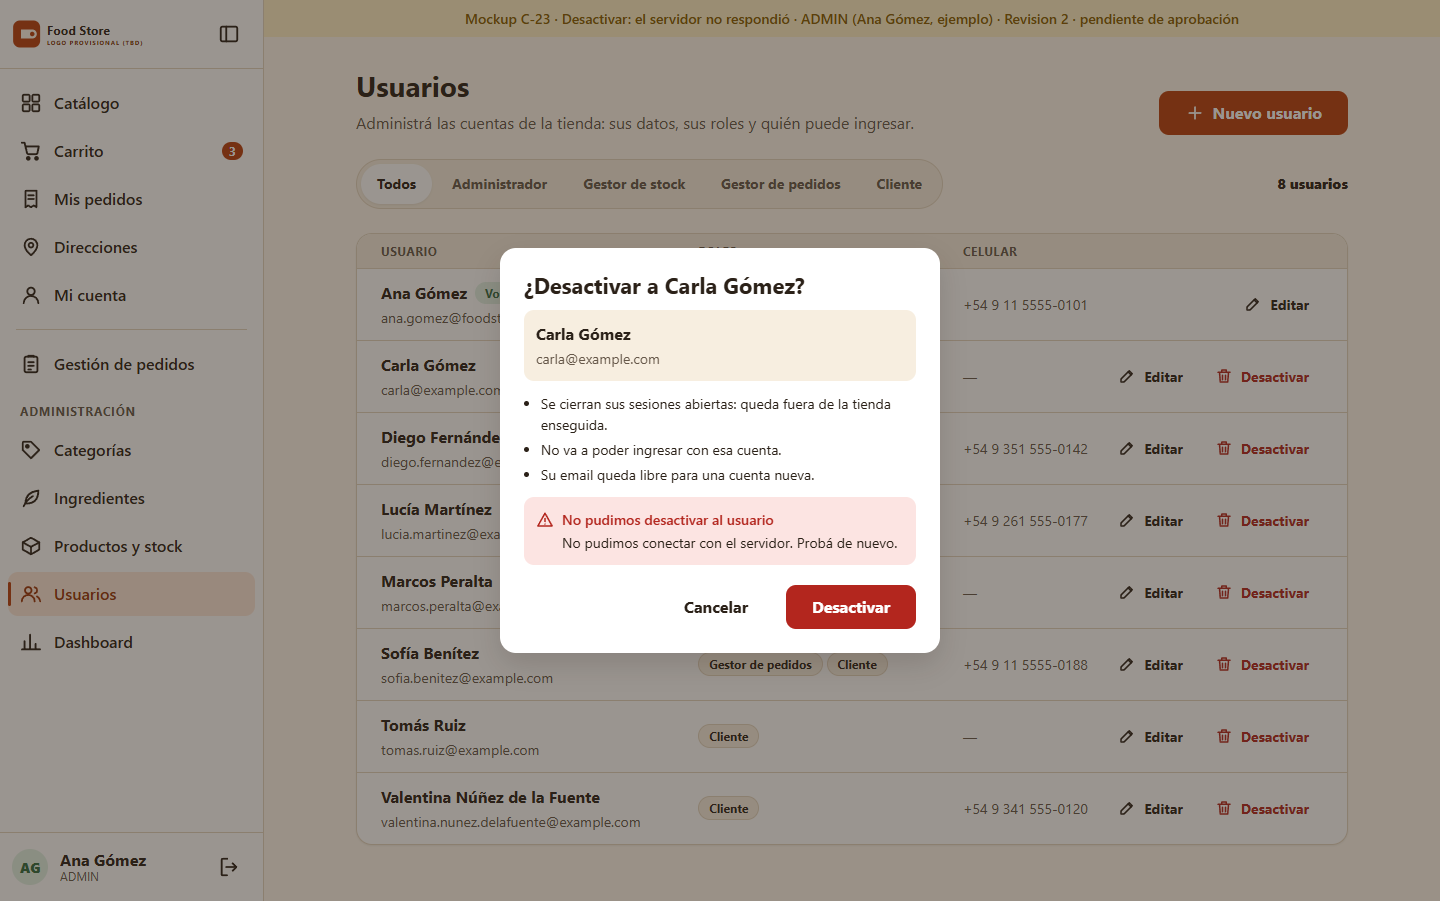 Food Store
LOGO PROVISIONAL (TBD)
Catálogo
Carrito
3
Mis pedidos
Direcciones
Mi cuenta
Gestión de pedidos
ADMINISTRACIÓN
Categorías
Ingredientes
Productos y stock
Usuarios
Dashboard
AG
Ana Gómez
ADMIN
Mockup C-23 · Desactivar: el servidor no respondió · ADMIN (Ana Gómez, ejemplo) · Revision 2 · pendiente de aprobación
Usuarios
Administrá las cuentas de la tienda: sus datos, sus roles y quién puede ingresar.
Nuevo usuario
Todos
Administrador
Gestor de stock
Gestor de pedidos
Cliente
8 usuarios
USUARIO
CELULAR
Ana Gómez
ana.gomez@foodst
+54 9 11 5555-0101
Editar
Carla Gómez
carla@example.com
—
Editar
Desactivar
Diego Fernánde
diego.fernandez@e
+54 9 351 555-0142
Editar
Desactivar
Lucía Martínez
lucia.martinez@exa
+54 9 261 555-0177
Editar
Desactivar
Marcos Peralta
marcos.peralta@ex
—
Editar
Desactivar
Sofía Benítez
sofia.benitez@example.com
Gestor de pedidos
Cliente
+54 9 11 5555-0188
Editar
Desactivar
Tomás Ruiz
tomas.ruiz@example.com
Cliente
—
Editar
Desactivar
Valentina Núñez de la Fuente
valentina.nunez.delafuente@example.com
Cliente
+54 9 341 555-0120
Editar
Desactivar
¿Desactivar a Carla Gómez?
Carla Gómez
carla@example.com
• Se cierran sus sesiones abiertas: queda fuera de la tienda
enseguida.
• No va a poder ingresar con esa cuenta.
• Su email queda libre para una cuenta nueva.
No pudimos desactivar al usuario
No pudimos conectar con el servidor. Probá de nuevo.
Cancelar
Desactivar